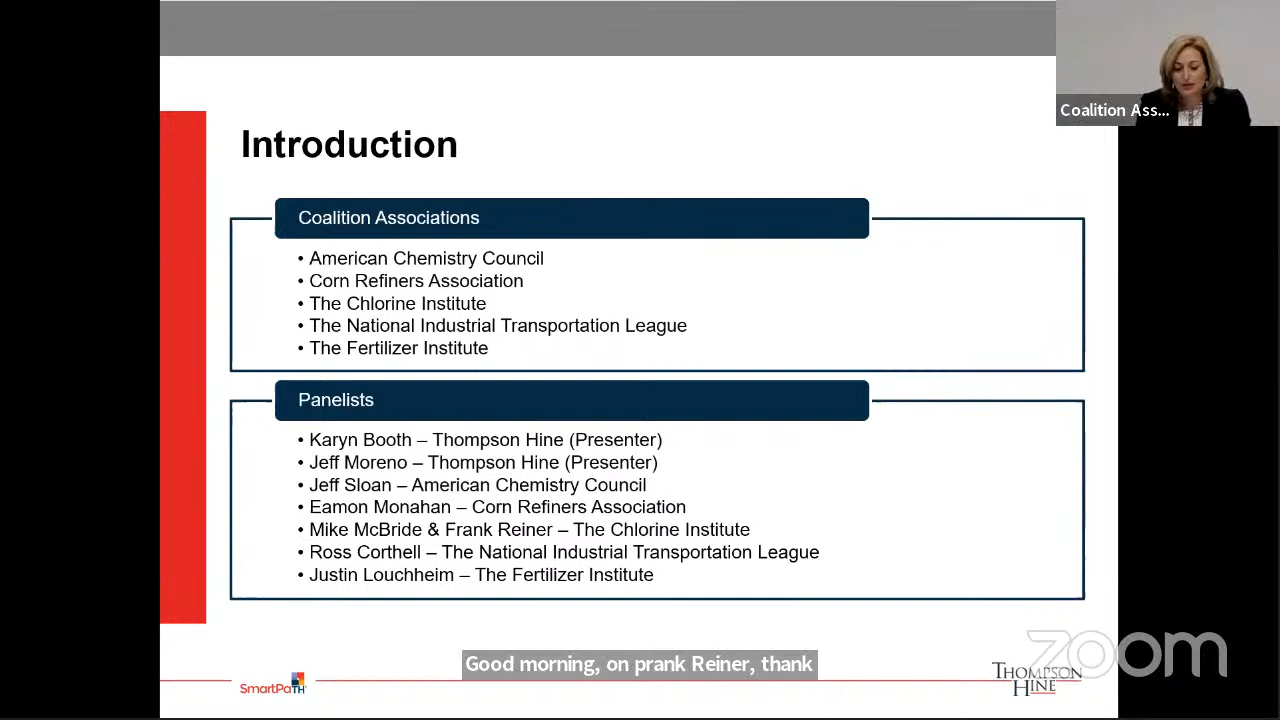 Coalition Ass...
Introduction
Coalition Associations
• American Chemistry Council
• Corn Refiners Association
• The Chlorine Institute
• The National Industrial Transportation League
• The Fertilizer Institute
Panelists
• Karyn Booth – Thompson Hine (Presenter)
• Jeff Moreno – Thompson Hine (Presenter)
• Jeff Sloan – American Chemistry Council
• Eamon Monahan – Corn Refiners Association
• Mike McBride & Frank Reiner – The Chlorine Institute
• Ross Corthell – The National Industrial Transportation League
• Justin Louchheim – The Fertilizer Institute
Good morning, on prank Reiner, thank
zoom
SmartPaTH
THOMPSON
HINE